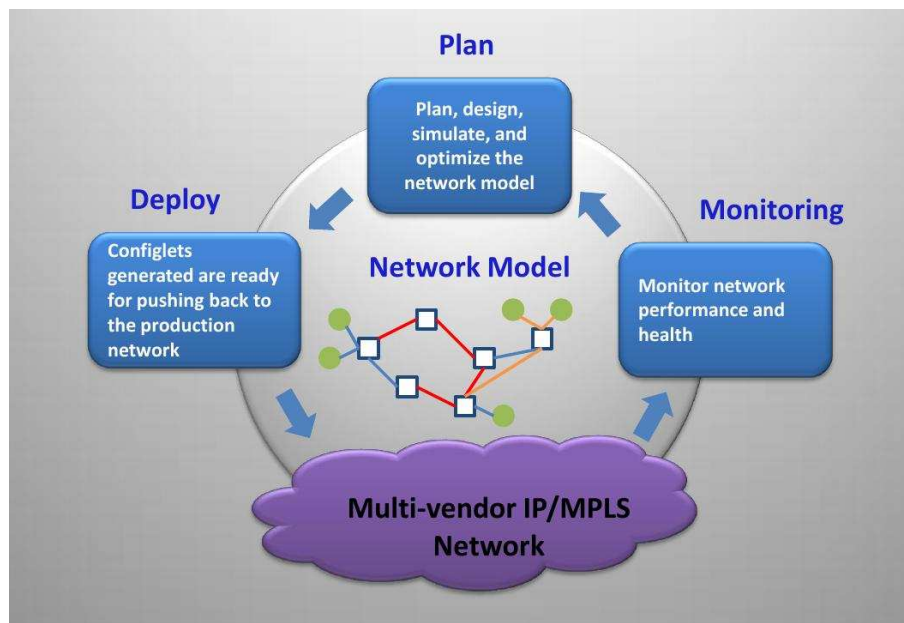 Plan
Plan, design,
simulate, and
optimize the
network model
Deploy
Monitoring
Configlets
generated are ready
for pushing back to
the production
network
Network Model
Monitor network
performance and
health
Multi-vendor IP/MPLS
Network